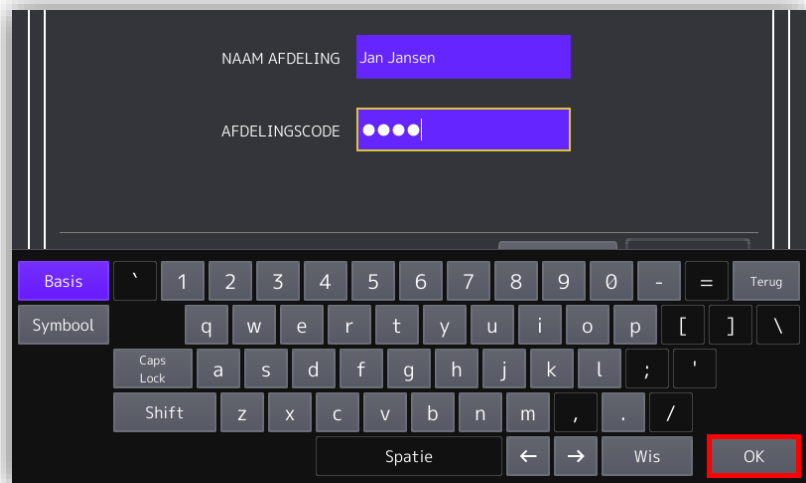 NAAM AFDELING Jan Jansen
AFDELINGSCODE ●●●●
Basis ` 1 2 3 4 5 6 7 8 9 0 - = Terug
Symbool q w e r t y u i o p [ ] \
Caps Lock a s d f g h j k l ; '
Shift z x c v b n m , . /
Spatie ← → Wis OK